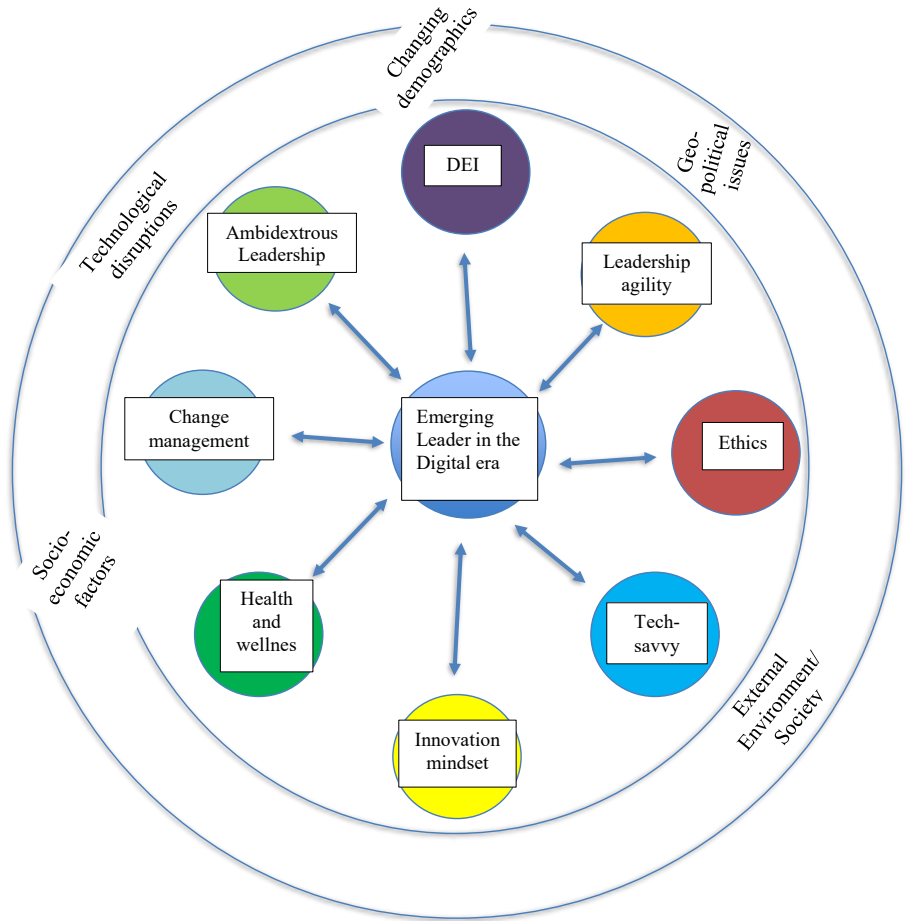 Changing
demographics
Geo-
political
issues
Technological
disruptions
DEI
Ambidextrous
Leadership
Leadership
agility
Change
management
Emerging
Leader in the
Digital era
Ethics
Socio-
economic
factors
Health
and
wellnes
Tech-
savvy
External
Environment/
Society
Innovation
mindset